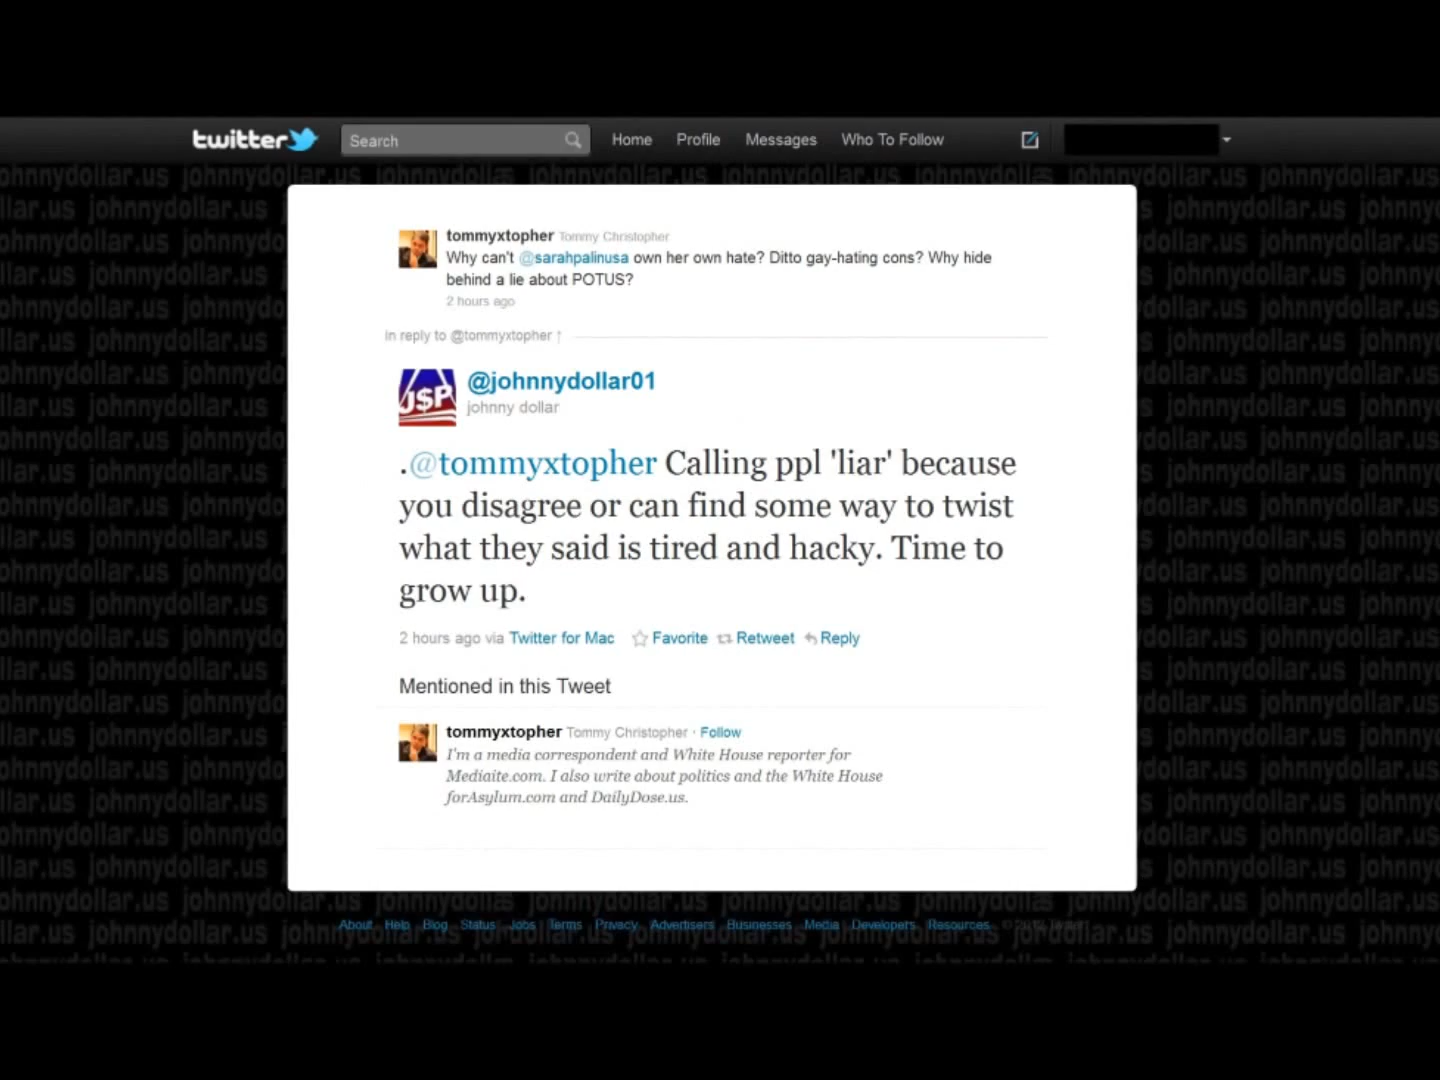 twitter Search Home Profile Messages Who To Follow
tommyxtopher Tommy Christopher
Why can't @sarahpalinusa own her own hate? Ditto gay-hating cons? Why hide
behind a lie about POTUS?
2 hours ago
in reply to @tommyxtopher ↑
J$P
@johnnydollar01
johnny dollar
.@tommyxtopher Calling ppl 'liar' because
you disagree or can find some way to twist
what they said is tired and hacky. Time to
grow up.
2 hours ago via Twitter for Mac Favorite Retweet Reply
Mentioned in this Tweet
tommyxtopher Tommy Christopher · Follow
I'm a media correspondent and White House reporter for
Mediaite.com. I also write about politics and the White House
forAsylum.com and DailyDose.us.
About Help Blog Status Jobs Terms Privacy Advertisers Businesses Media Developers Resources
johnnydollar.us